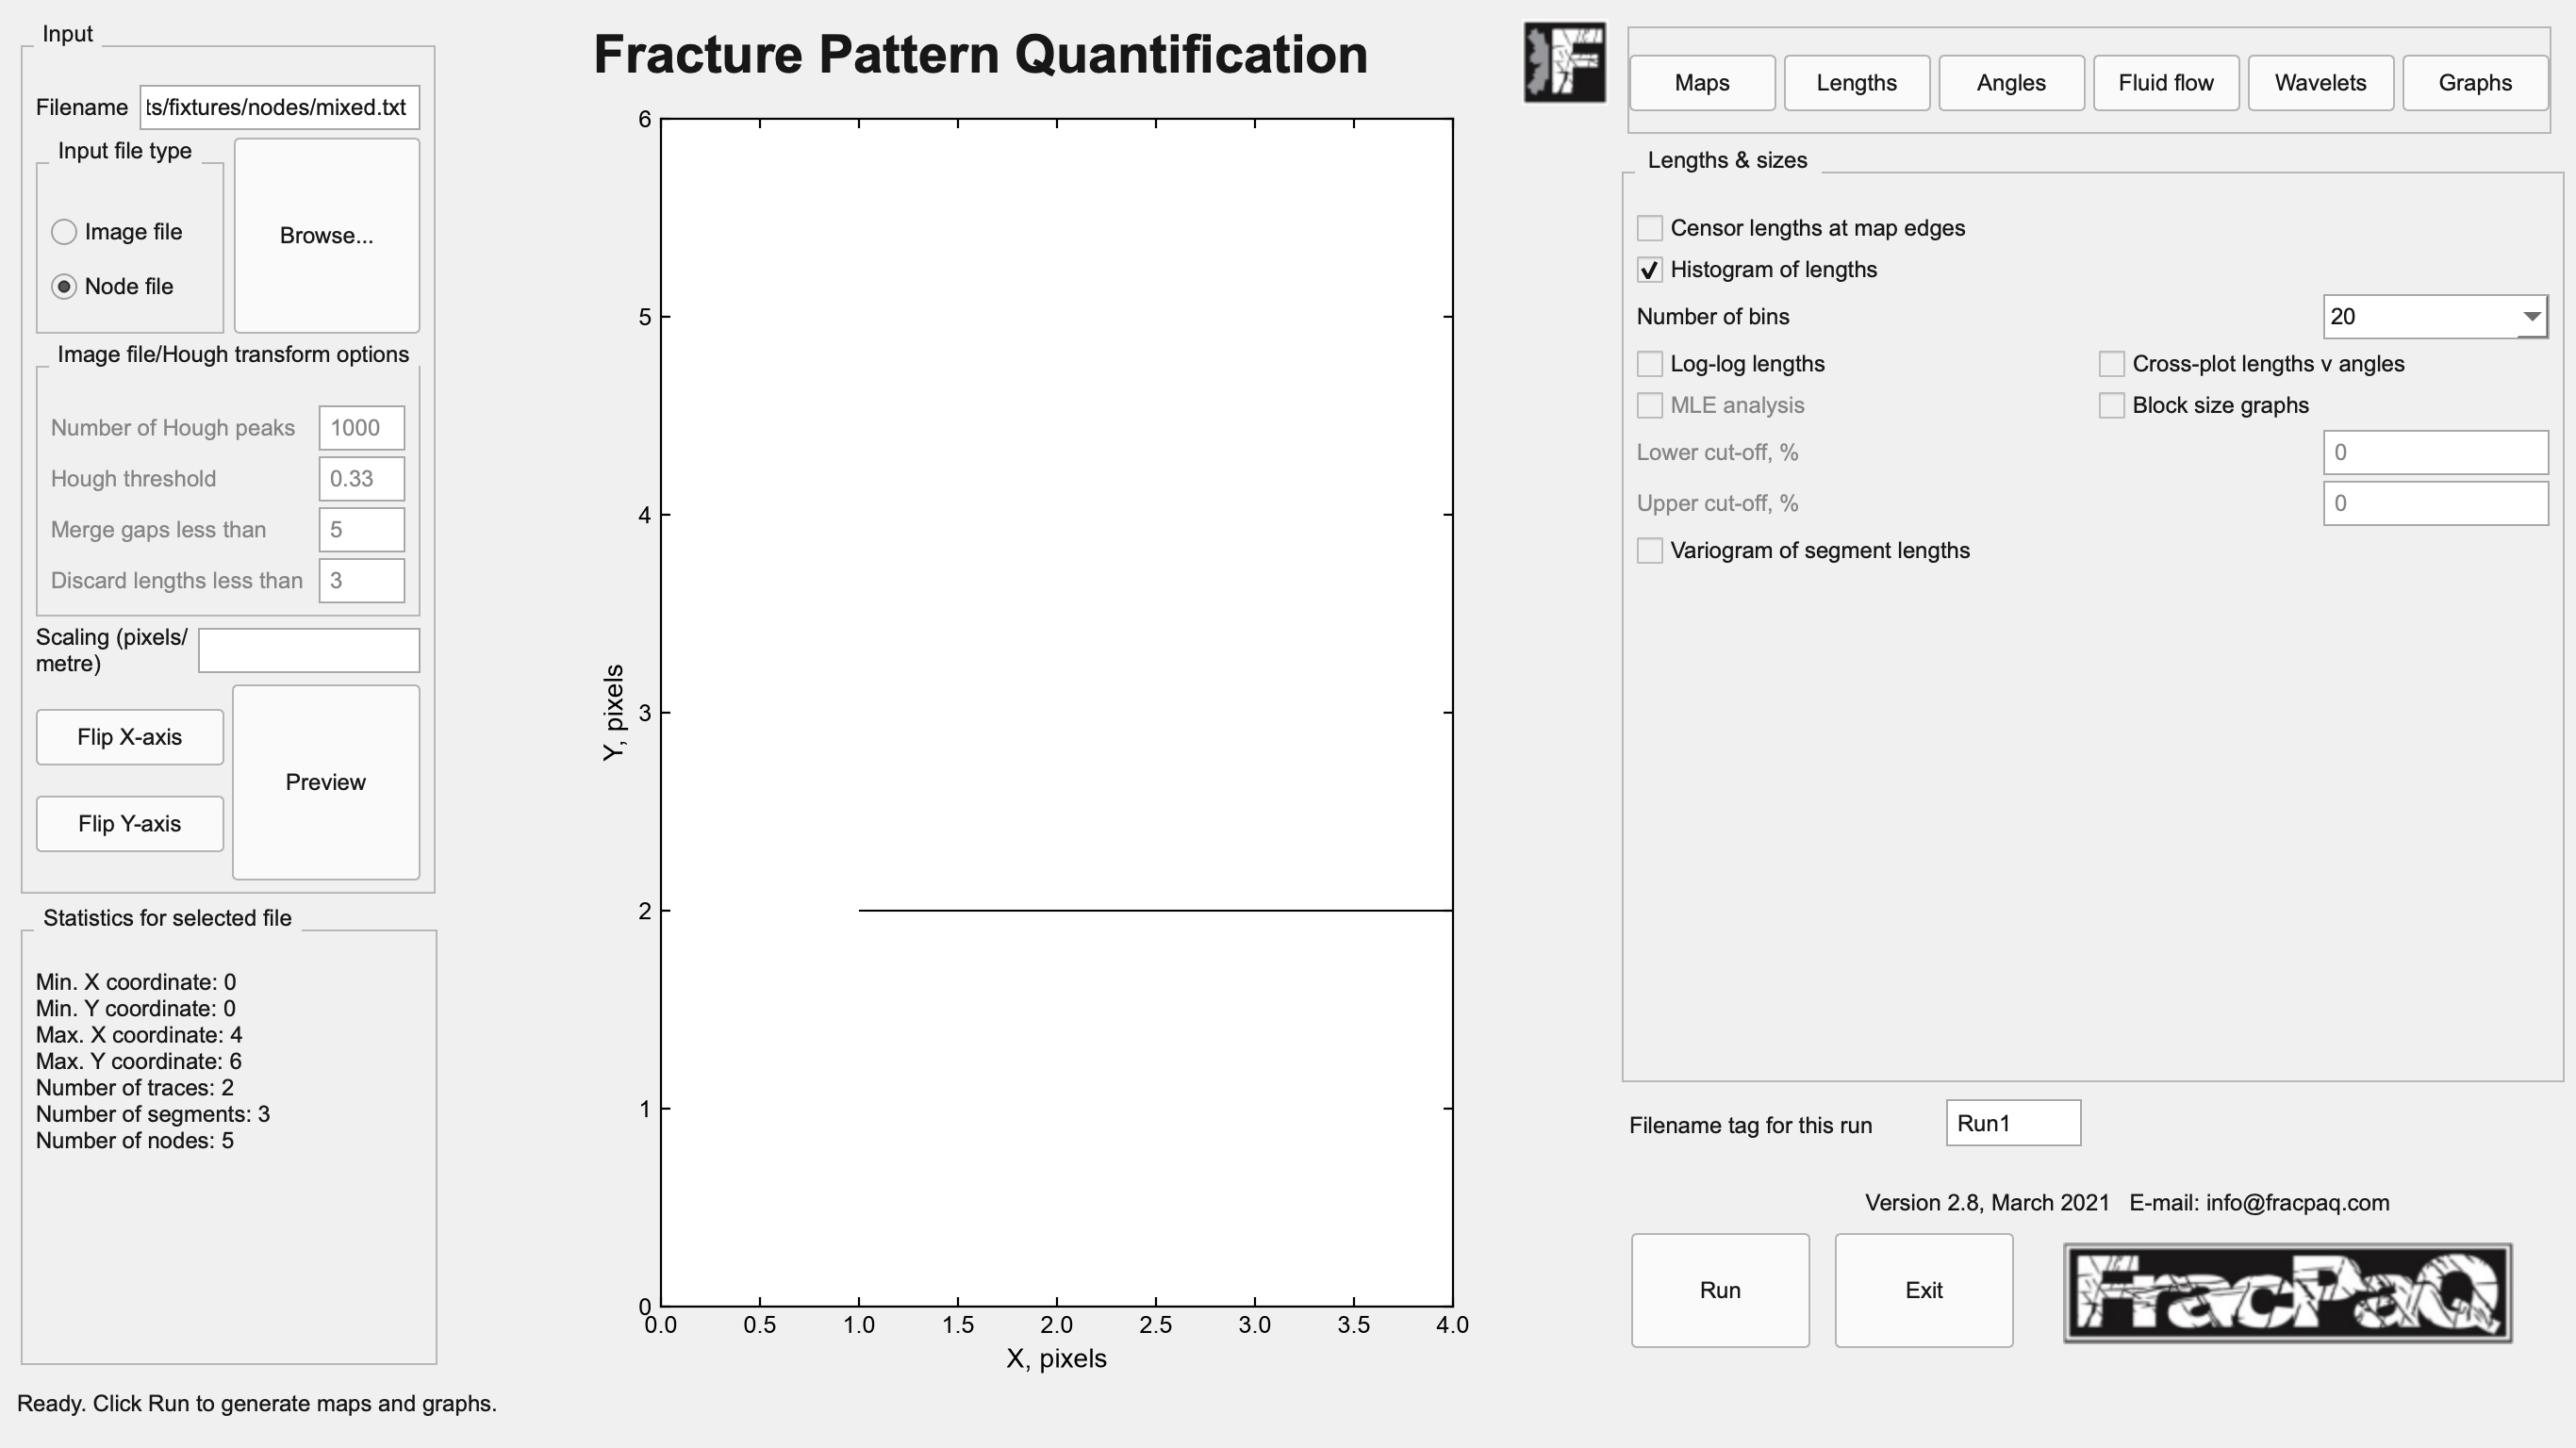 Input
Filename ts/fixtures/nodes/mixed.txt
Input file type
Image file
Node file
Browse...
Image file/Hough transform options
Number of Hough peaks 1000
Hough threshold 0.33
Merge gaps less than 5
Discard lengths less than 3
Scaling (pixels/
metre)
Flip X-axis
Flip Y-axis
Preview
Statistics for selected file
Min. X coordinate: 0
Min. Y coordinate: 0
Max. X coordinate: 4
Max. Y coordinate: 6
Number of traces: 2
Number of segments: 3
Number of nodes: 5
Ready. Click Run to generate maps and graphs.
Fracture Pattern Quantification
6
5
4
3
2
1
0
Y, pixels
0.0 0.5 1.0 1.5 2.0 2.5 3.0 3.5 4.0
X, pixels
F
Maps Lengths Angles Fluid flow Wavelets Graphs
Lengths & sizes
Censor lengths at map edges
Histogram of lengths
Number of bins 20
Log-log lengths Cross-plot lengths v angles
MLE analysis Block size graphs
Lower cut-off, % 0
Upper cut-off, % 0
Variogram of segment lengths
Filename tag for this run Run1
Version 2.8, March 2021 E-mail: info@fracpaq.com
Run Exit FracPaQ